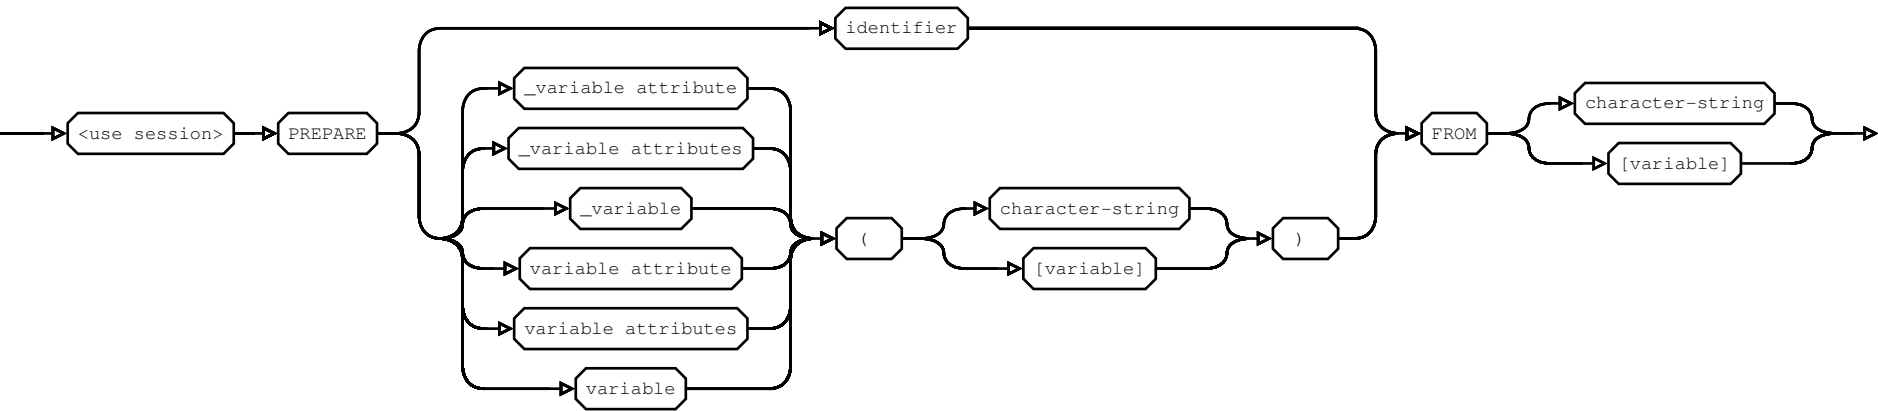 identifier
_variable attribute
character-string
<use session>
PREPARE
FROM
_variable attributes
[variable]
_variable
character-string
(
)
variable attribute
[variable]
variable attributes
variable